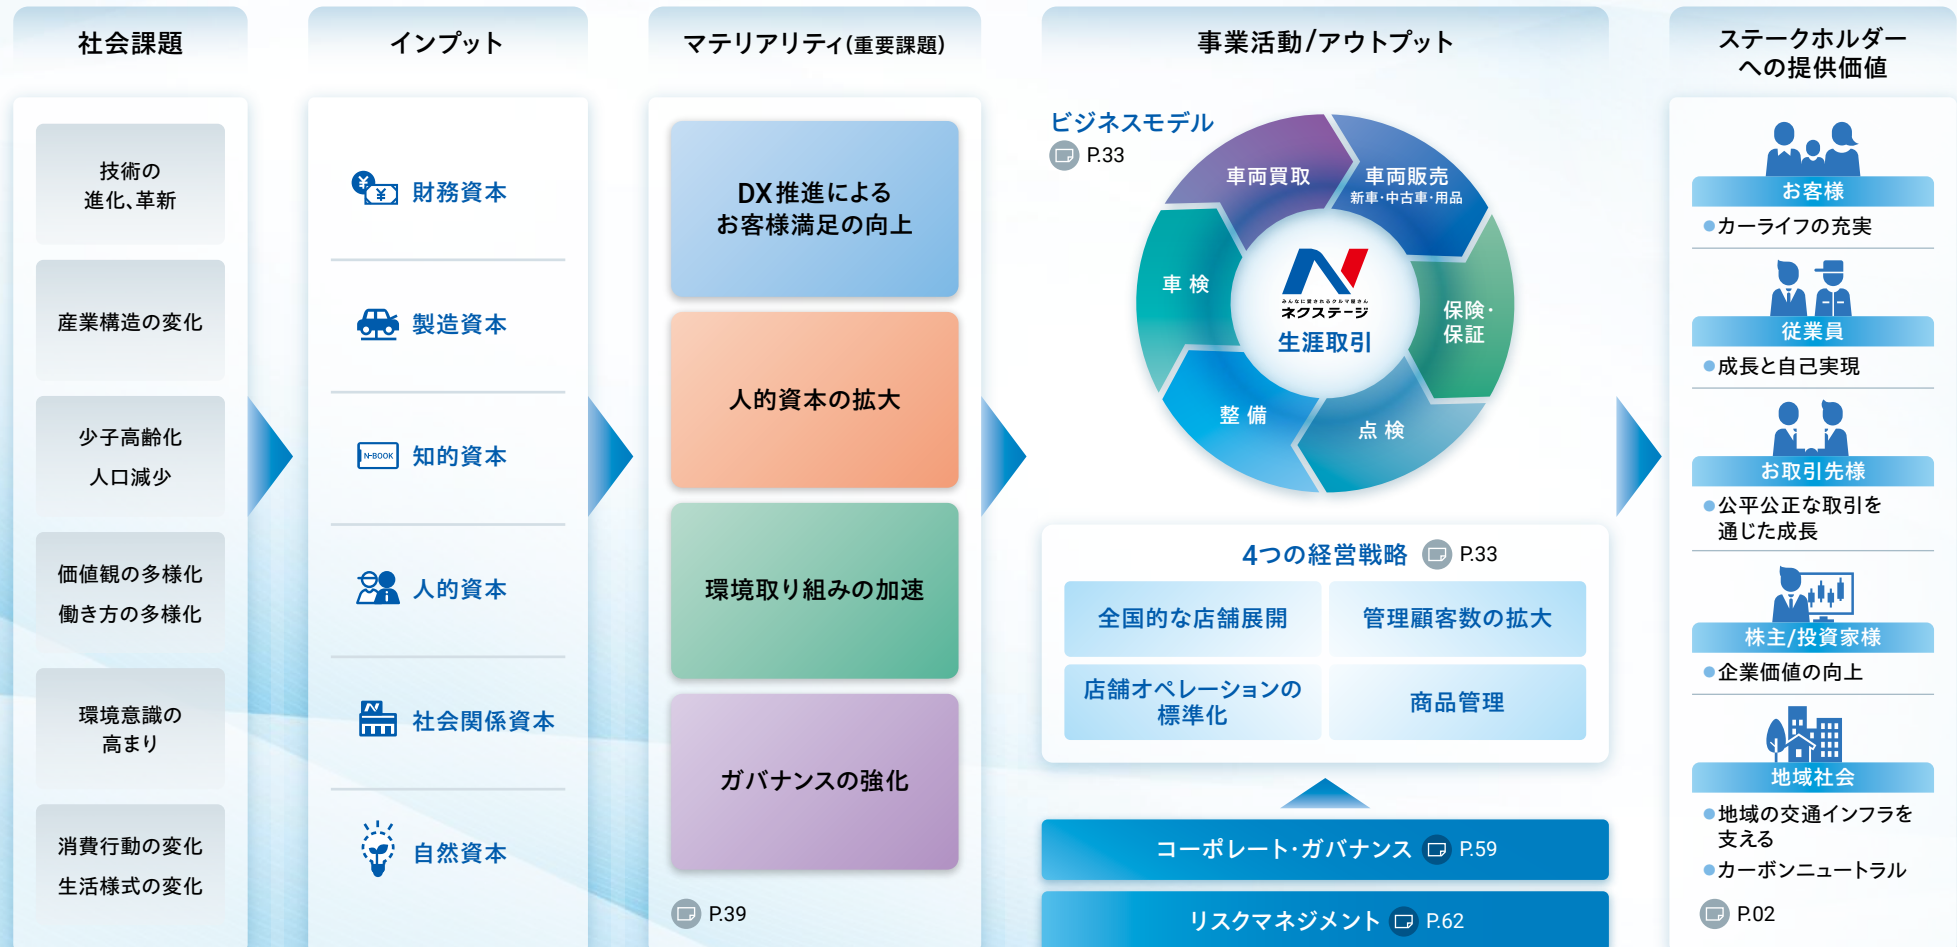 社会課題
技術の
進化、革新
産業構造の変化
少子高齢化
人口減少
価値観の多様化
働き方の多様化
環境意識の
高まり
消費行動の変化
生活様式の変化
インプット
財務資本
製造資本
N-BOOK
知的資本
人的資本
社会関係資本
自然資本
マテリアリティ(重要課題)
DX推進による
お客様満足の向上
人的資本の拡大
環境取り組みの加速
ガバナンスの強化
P.39
事業活動/アウトプット
ビジネスモデル
P.33
車両買取
車両販売
新車・中古車・用品
保険・
保証
点検
整備
車検
みんなに愛されるクルマ屋さん
ネクステージ
生涯取引
4つの経営戦略 P.33
全国的な店舗展開
管理顧客数の拡大
店舗オペレーションの
標準化
商品管理
コーポレート・ガバナンス P.59
リスクマネジメント P.62
ステークホルダー
への提供価値
お客様
●カーライフの充実
従業員
●成長と自己実現
お取引先様
●公平公正な取引を
通じた成長
株主/投資家様
●企業価値の向上
地域社会
●地域の交通インフラを
支える
●カーボンニュートラル
P.02